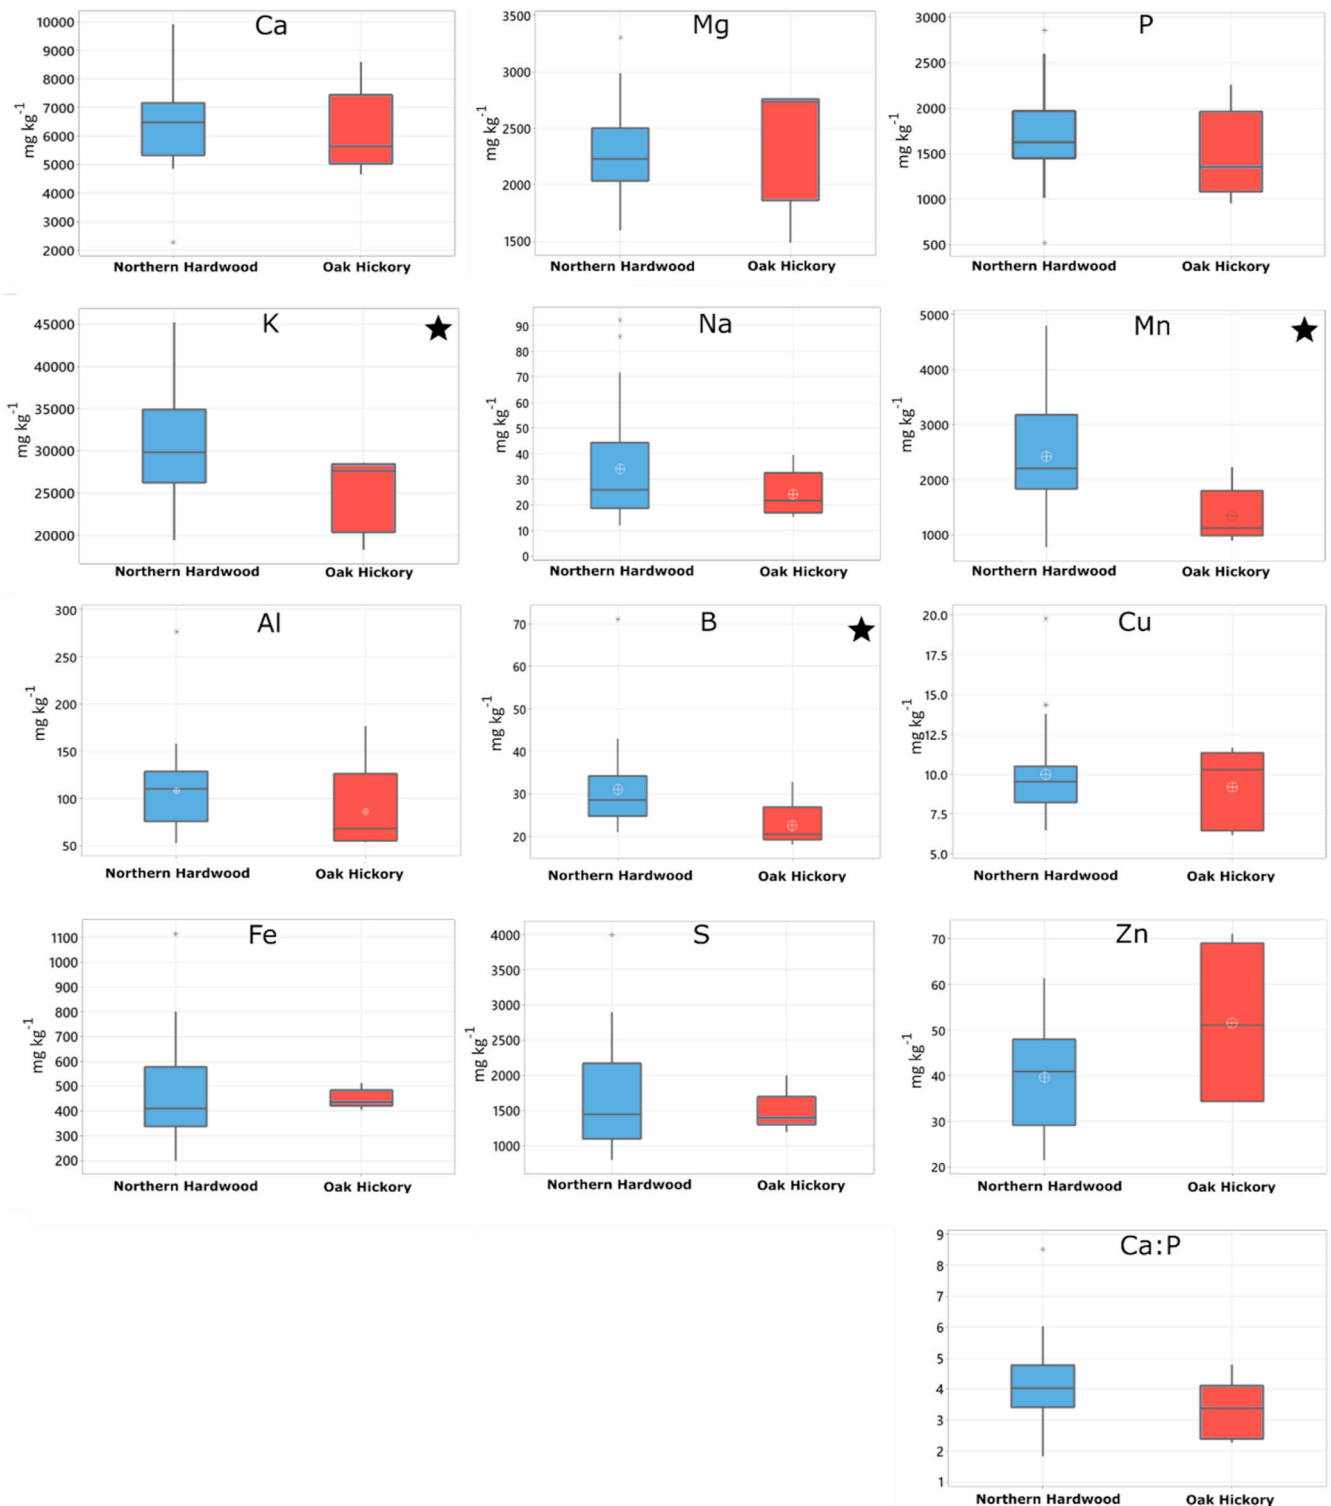 Ca
10000
9000
8000
7000
6000
5000
4000
3000
2000
mg kg-1
Northern Hardwood Oak Hickory
Mg
3500
3000
2500
2000
1500
mg kg-1
Northern Hardwood Oak Hickory
P
3000
2500
2000
1500
1000
500
mg kg-1
Northern Hardwood Oak Hickory
K
45000
40000
35000
30000
25000
20000
mg kg-1
Northern Hardwood Oak Hickory
Na
90
80
70
60
50
40
30
20
10
0
mg kg-1
Northern Hardwood Oak Hickory
Mn
5000
4000
3000
2000
1000
mg kg-1
Northern Hardwood Oak Hickory
Al
300
250
200
150
100
50
mg kg-1
Northern Hardwood Oak Hickory
B
70
60
50
40
30
20
mg kg-1
Northern Hardwood Oak Hickory
Cu
20.0
17.5
15.0
12.5
10.0
7.5
5.0
mg kg-1
Northern Hardwood Oak Hickory
Fe
1100
1000
900
800
700
600
500
400
300
200
mg kg-1
Northern Hardwood Oak Hickory
S
4000
3500
3000
2500
2000
1500
1000
mg kg-1
Northern Hardwood Oak Hickory
Zn
70
60
50
40
30
20
mg kg-1
Northern Hardwood Oak Hickory
Ca:P
9
8
7
6
5
4
3
2
1
Northern Hardwood Oak Hickory